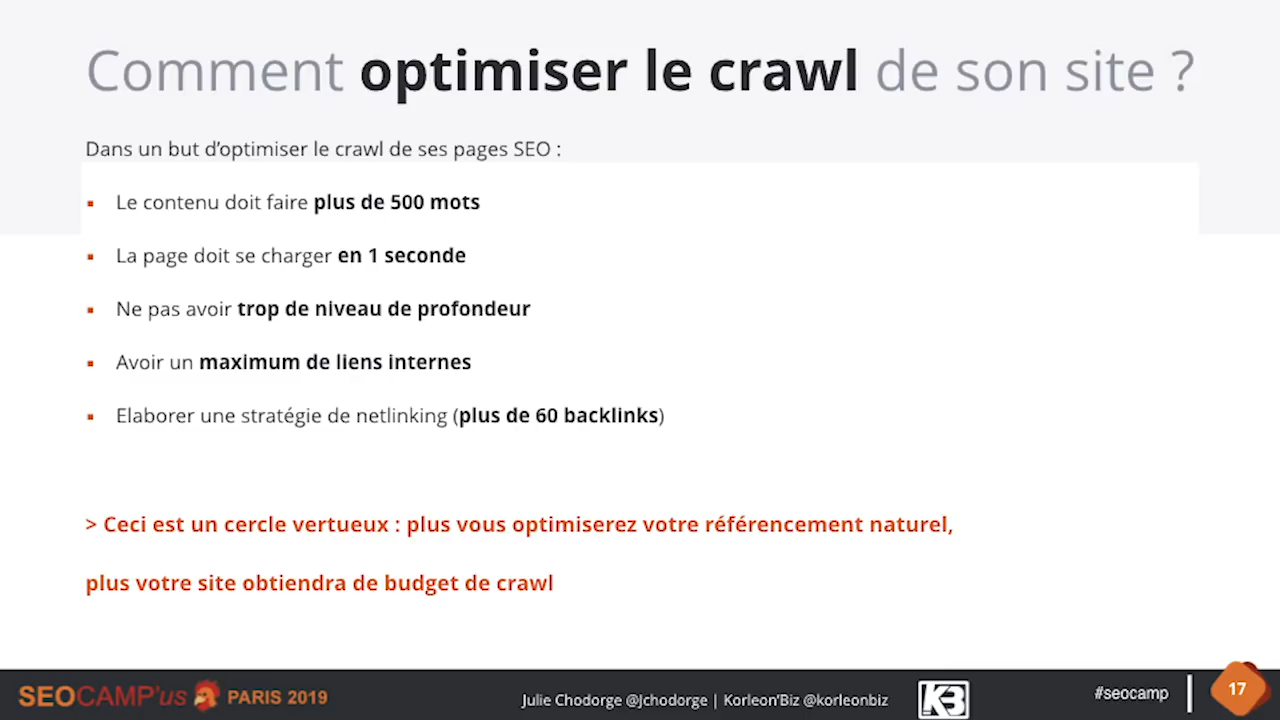 Comment optimiser le crawl de son site ?
Dans un but d’optimiser le crawl de ses pages SEO :
▪ Le contenu doit faire plus de 500 mots
▪ La page doit se charger en 1 seconde
▪ Ne pas avoir trop de niveau de profondeur
▪ Avoir un maximum de liens internes
▪ Elaborer une stratégie de netlinking (plus de 60 backlinks)
> Ceci est un cercle vertueux : plus vous optimiserez votre référencement naturel,
plus votre site obtiendra de budget de crawl
SEOCAMP'us PARIS 2019
Julie Chodorge @Jchodorge | Korleon’Biz @korleonbiz
KB
#seocamp
17